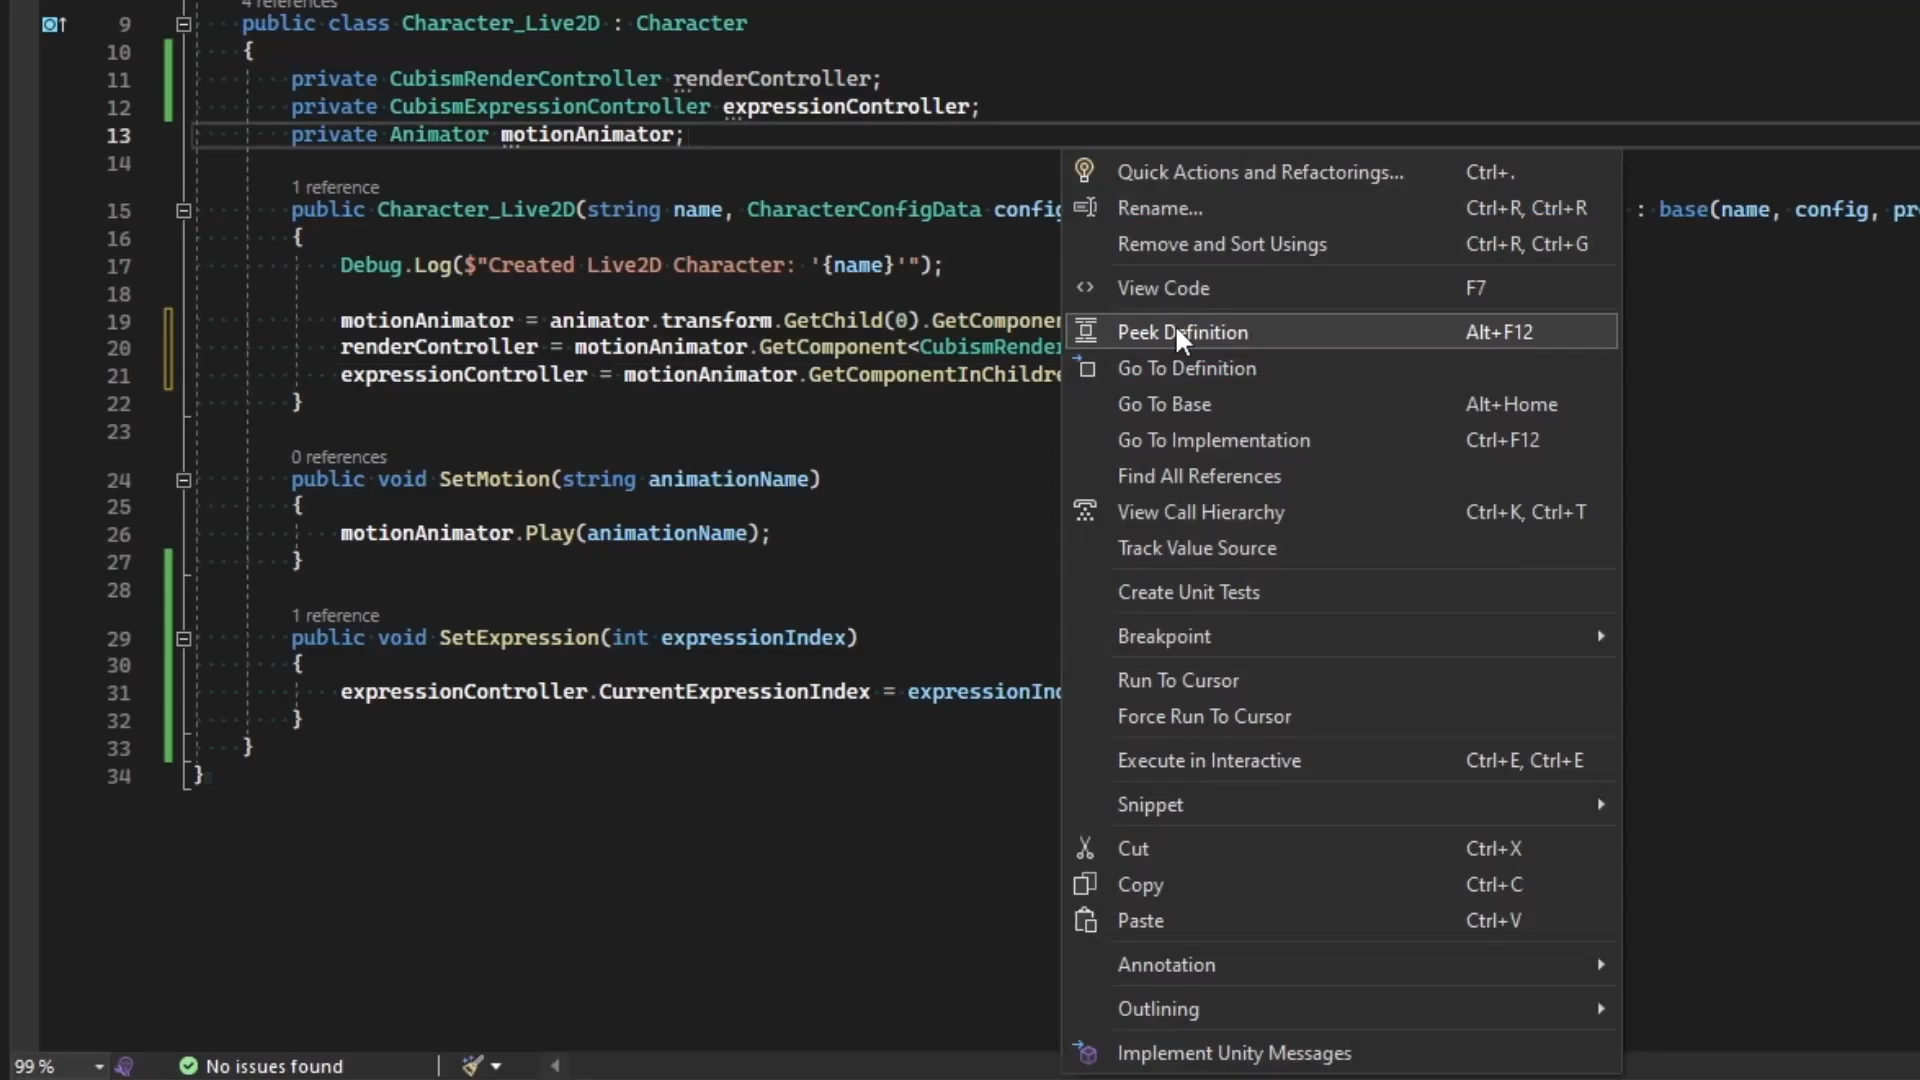 4 references
9 public class Character_Live2D : Character
10 {
11 private CubismRenderController renderController;
12 private CubismExpressionController expressionController;
13 private Animator motionAnimator;
14
1 reference
15 public Character_Live2D(string name, CharacterConfigData config : base(name, config, pr
16 {
17 Debug.Log($"Created Live2D Character: '{name}'");
18
19 motionAnimator = animator.transform.GetChild(0).GetComponen
20 renderController = motionAnimator.GetComponent<CubismRender
21 expressionController = motionAnimator.GetComponentInChildre
22 }
23
0 references
24 public void SetMotion(string animationName)
25 {
26 motionAnimator.Play(animationName);
27 }
28
1 reference
29 public void SetExpression(int expressionIndex)
30 {
31 expressionController.CurrentExpressionIndex = expressionInd
32 }
33 }
34 }
Quick Actions and Refactorings... Ctrl+.
Rename... Ctrl+R, Ctrl+R
Remove and Sort Usings Ctrl+R, Ctrl+G
View Code F7
Peek Definition Alt+F12
Go To Definition
Go To Base Alt+Home
Go To Implementation Ctrl+F12
Find All References
View Call Hierarchy Ctrl+K, Ctrl+T
Track Value Source
Create Unit Tests
Breakpoint
Run To Cursor
Force Run To Cursor
Execute in Interactive Ctrl+E, Ctrl+E
Snippet
Cut Ctrl+X
Copy Ctrl+C
Paste Ctrl+V
Annotation
Outlining
Implement Unity Messages
99 % No issues found